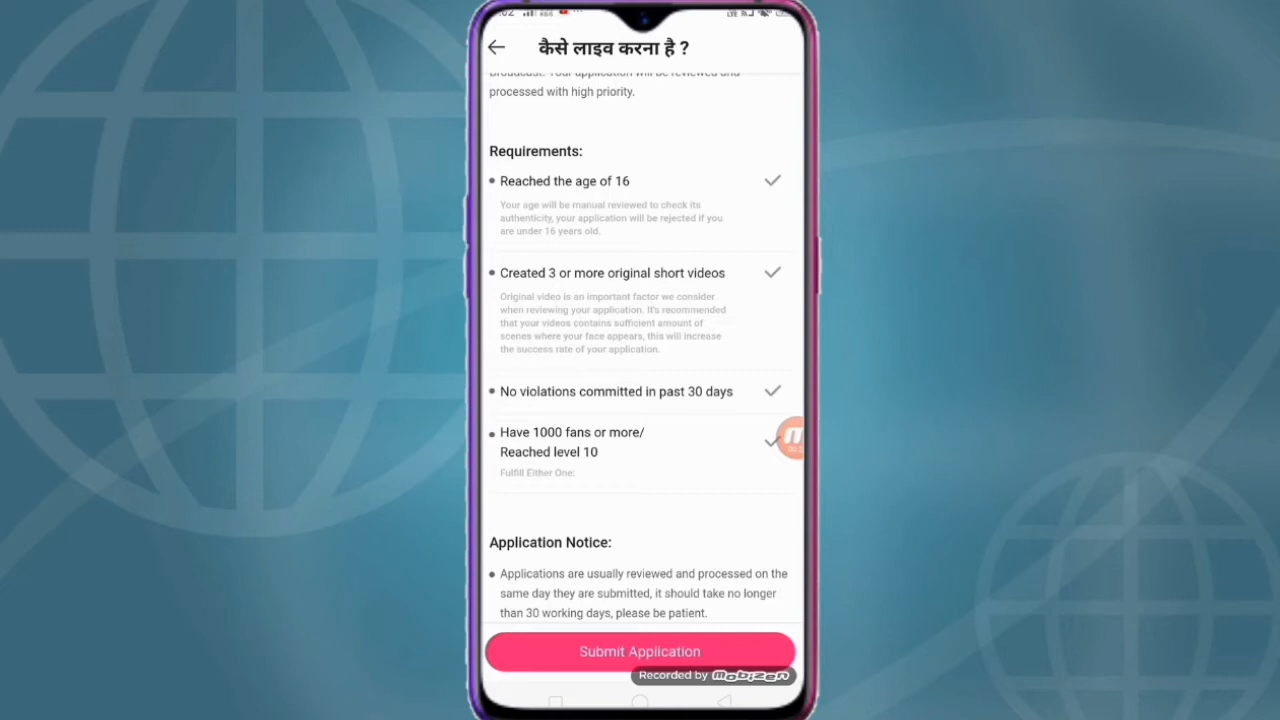 कैसे लाइव करना है ?
processed with high priority.
Requirements:
• Reached the age of 16
Your age will be manual reviewed to check its
authenticity, your application will be rejected if you
are under 16 years old.
• Created 3 or more original short videos
Original video is an important factor we consider
when reviewing your application. It's recommended
that your videos contains sufficient amount of
scenes where your face appears, this will increase
the success rate of your application.
• No violations committed in past 30 days
• Have 1000 fans or more/
Reached level 10
Fulfill Either One:
Application Notice:
• Applications are usually reviewed and processed on the
same day they are submitted, it should take no longer
than 30 working days, please be patient.
Submit Application
Recorded by mobizen